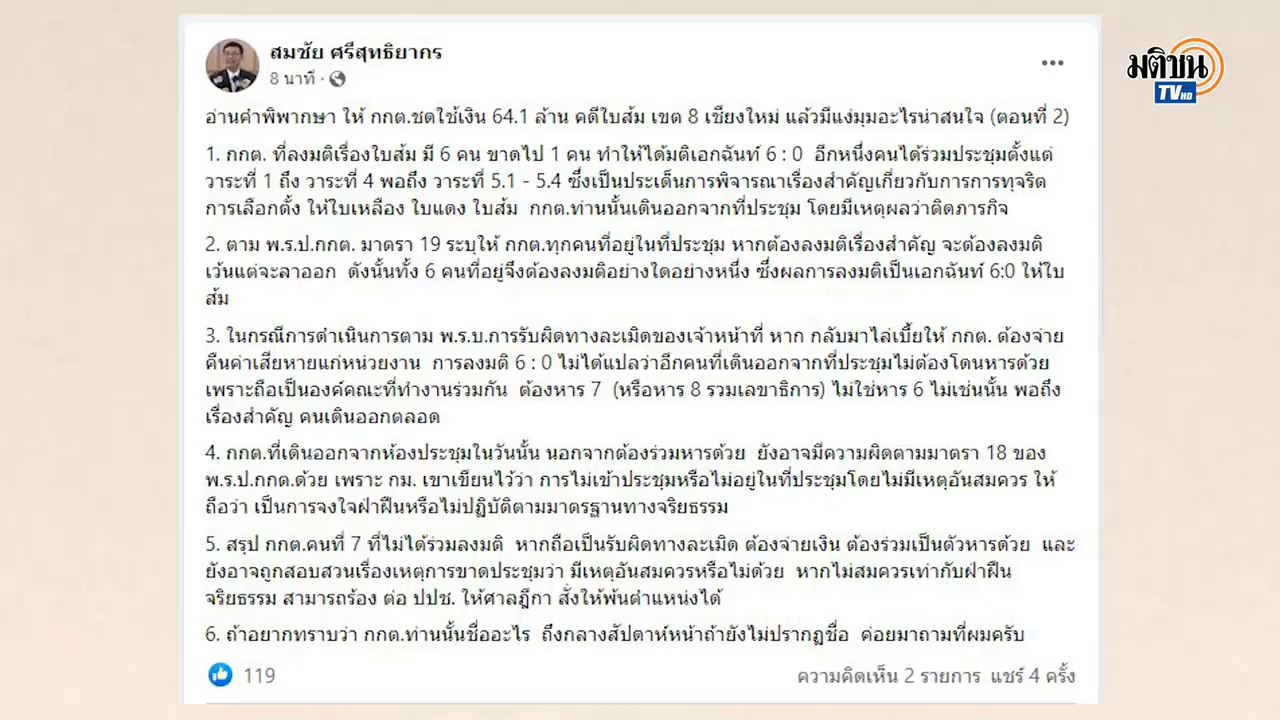 สมชัย ศรีสุทธิยากร
8 นาที ·
มติชน
TV HD
อ่านคำพิพากษา ให้ กกต.ชดใช้เงิน 64.1 ล้าน คดีใบส้ม เขต 8 เชียงใหม่ แล้วมีแง่มุมอะไรน่าสนใจ (ตอนที่ 2)
1. กกต. ที่ลงมติเรื่องใบส้ม มี 6 คน ขาดไป 1 คน ทำให้ได้มติเอกฉันท์ 6 : 0 อีกหนึ่งคนได้ร่วมประชุมตั้งแต่
วาระที่ 1 ถึง วาระที่ 4 พอถึง วาระที่ 5.1 - 5.4 ซึ่งเป็นประเด็นการพิจารณาเรื่องสำคัญเกี่ยวกับการการทุจริต
การเลือกตั้ง ให้ใบเหลือง ใบแดง ใบส้ม กกต.ท่านนั้นเดินออกจากที่ประชุม โดยมีเหตุผลว่าติดภารกิจ
2. ตาม พ.ร.ป.กกต. มาตรา 19 ระบุให้ กกต.ทุกคนที่อยู่ในที่ประชุม หากต้องลงมติเรื่องสำคัญ จะต้องลงมติ
เว้นแต่จะลาออก ดังนั้นทั้ง 6 คนที่อยู่จึงต้องลงมติอย่างใดอย่างหนึ่ง ซึ่งผลการลงมติเป็นเอกฉันท์ 6:0 ให้ใบ
ส้ม
3. ในกรณีการดำเนินการตาม พ.ร.บ.การรับผิดทางละเมิดของเจ้าหน้าที่ หาก กลับมาไล่เบี้ยให้ กกต. ต้องจ่าย
คืนค่าเสียหายแก่หน่วยงาน การลงมติ 6 : 0 ไม่ได้แปลว่าอีกคนที่เดินออกจากที่ประชุมไม่ต้องโดนหารด้วย
เพราะถือเป็นองค์คณะที่ทำงานร่วมกัน ต้องหาร 7 (หรือหาร 8 รวมเลขาธิการ) ไม่ใช่หาร 6 ไม่เช่นนั้น พอถึง
เรื่องสำคัญ คนเดินออกตลอด
4. กกต.ที่เดินออกจากห้องประชุมในวันนั้น นอกจากต้องร่วมหารด้วย ยังอาจมีความผิดตามมาตรา 18 ของ
พ.ร.ป.กกต.ด้วย เพราะ กม. เขาเขียนไว้ว่า การไม่เข้าประชุมหรือไม่อยู่ในที่ประชุมโดยไม่มีเหตุอันสมควร ให้
ถือว่า เป็นการจงใจฝ่าฝืนหรือไม่ปฏิบัติตามมาตรฐานทางจริยธรรม
5. สรุป กกต.คนที่ 7 ที่ไม่ได้ร่วมลงมติ หากถือเป็นรับผิดทางละเมิด ต้องจ่ายเงิน ต้องร่วมเป็นตัวหารด้วย และ
ยังอาจถูกสอบสวนเรื่องเหตุการขาดประชุมว่า มีเหตุอันสมควรหรือไม่ด้วย หากไม่สมควรเท่ากับฝ่าฝืน
จริยธรรม สามารถร้อง ต่อ ปปช. ให้ศาลฎีกา สั่งให้พ้นตำแหน่งได้
6. ถ้าอยากทราบว่า กกต.ท่านนั้นชื่ออะไร ถึงกลางสัปดาห์หน้าถ้ายังไม่ปรากฏชื่อ ค่อยมาถามที่ผมครับ
119
ความคิดเห็น 2 รายการ แชร์ 4 ครั้ง